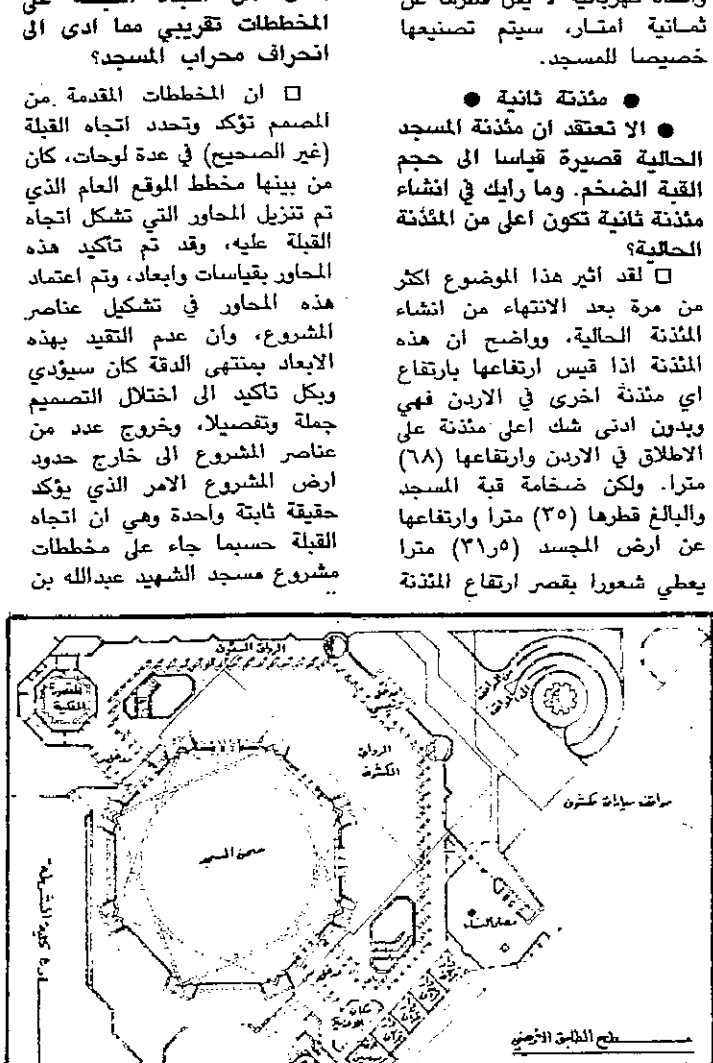 ثمانية امتار، سيتم تصنيعها
خصيصا للمسجد.
● مئذنة ثانية ●
● الا تعتقد ان مئذنة المسجد
الحالية قصيرة قياسا الى حجم
القبة الضخم. وما رأيك في انشاء
مئذنة ثانية تكون اعلى من المئذنة
الحالية؟
□ لقد أثير هذا الموضوع اكثر
من مرة بعد الانتهاء من انشاء
المئذنة الحالية. وواضح ان هذه
المئذنة اذا قيس ارتفاعها بارتفاع
اي مئذنة اخرى في الاردن فهي
وبدون ادنى شك اعلى مئذنة على
الاطلاق في الاردن وارتفاعها (٦٨)
مترا. ولكن ضخامة قبة المسجد
والبالغ قطرها (٣٥) مترا وارتفاعها
عن ارض المجسد (٣١٫٥) مترا
يعطي شعورا بقصر ارتفاع المئذنة
المخططات تقريبي مما ادى الى
انحراف محراب المسجد؟
□ ان المخططات المقدمة من
المصمم تؤكد وتحدد اتجاه القبلة
(غير الصحيح) في عدة لوحات، كان
من بينها مخطط الموقع العام الذي
تم تنزيل المحاور التي تشكل اتجاه
القبلة عليه، وقد تم تأكيد هذه
المحاور بقياسات وابعاد، وتم اعتماد
هذه المحاور في تشكيل عناصر
المشروع، وان عدم التقيد بهذه
الابعاد بمنتهى الدقة كان سيؤدي
وبكل تأكيد الى اختلال التصميم
جملة وتفصيلا، وخروج عدد من
عناصر المشروع الى خارج حدود
ارض المشروع الامر الذي يؤكد
حقيقة ثابتة واحدة وهي ان اتجاه
القبلة حسبما جاء على مخططات
مشروع مسجد الشهيد عبدالله بن
الرواق المسقوف
الرواق
المكشوف
صحن المسجد
مواقف سيارات مكشوفة